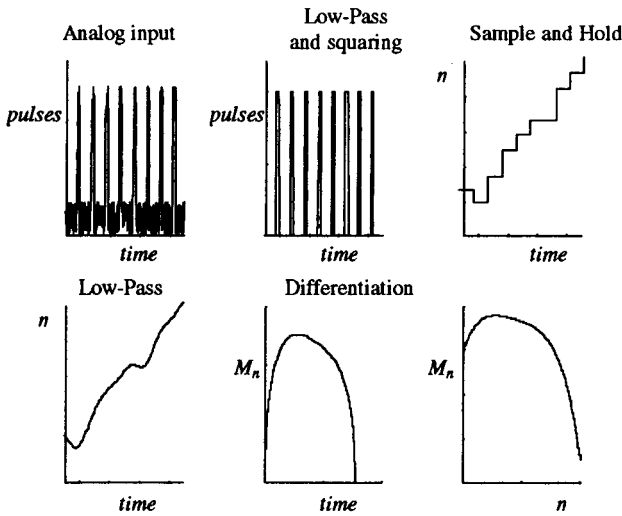 Analog input
Low-Pass
and squaring
Sample and Hold
pulses
pulses
n
time
time
time
Low-Pass
Differentiation
n
M_n
M_n
time
time
n